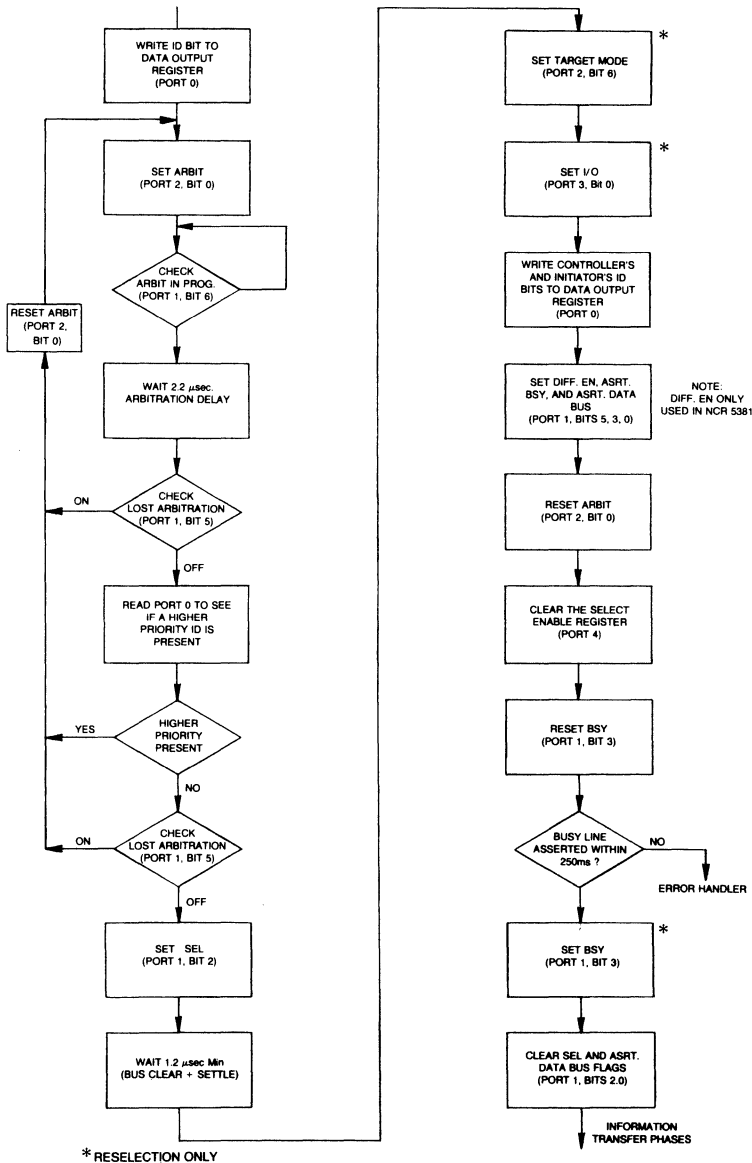 WRITE ID BIT TO
DATA OUTPUT
REGISTER
(PORT 0)
SET ARBIT
(PORT 2, BIT 0)
CHECK
ARBIT IN PROG.
(PORT 1, BIT 6)
RESET ARBIT
(PORT 2,
BIT 0)
WAIT 2.2 µsec.
ARBITRATION DELAY
CHECK
LOST ARBITRATION
(PORT 1, BIT 5)
ON
OFF
READ PORT 0 TO SEE
IF A HIGHER
PRIORITY ID IS
PRESENT
HIGHER
PRIORITY
PRESENT
YES
NO
CHECK
LOST ARBITRATION
(PORT 1, BIT 5)
ON
OFF
SET SEL
(PORT 1, BIT 2)
WAIT 1.2 µsec Min
(BUS CLEAR + SETTLE)
* RESELECTION ONLY
*
SET TARGET MODE
(PORT 2, BIT 6)
*
SET I/O
(PORT 3, Bit 0)
WRITE CONTROLLER'S
AND INITIATOR'S ID
BITS TO DATA OUTPUT
REGISTER
(PORT 0)
SET DIFF. EN, ASRT.
BSY, AND ASRT. DATA
BUS
(PORT 1, BITS 5, 3, 0)
NOTE:
DIFF. EN ONLY
USED IN NCR 5381
RESET ARBIT
(PORT 2, BIT 0)
CLEAR THE SELECT
ENABLE REGISTER
(PORT 4)
RESET BSY
(PORT 1, BIT 3)
BUSY LINE
ASSERTED WITHIN
250ms ?
NO
ERROR HANDLER
*
SET BSY
(PORT 1, BIT 3)
CLEAR SEL AND ASRT.
DATA BUS FLAGS
(PORT 1, BITS 2.0)
INFORMATION
TRANSFER PHASES